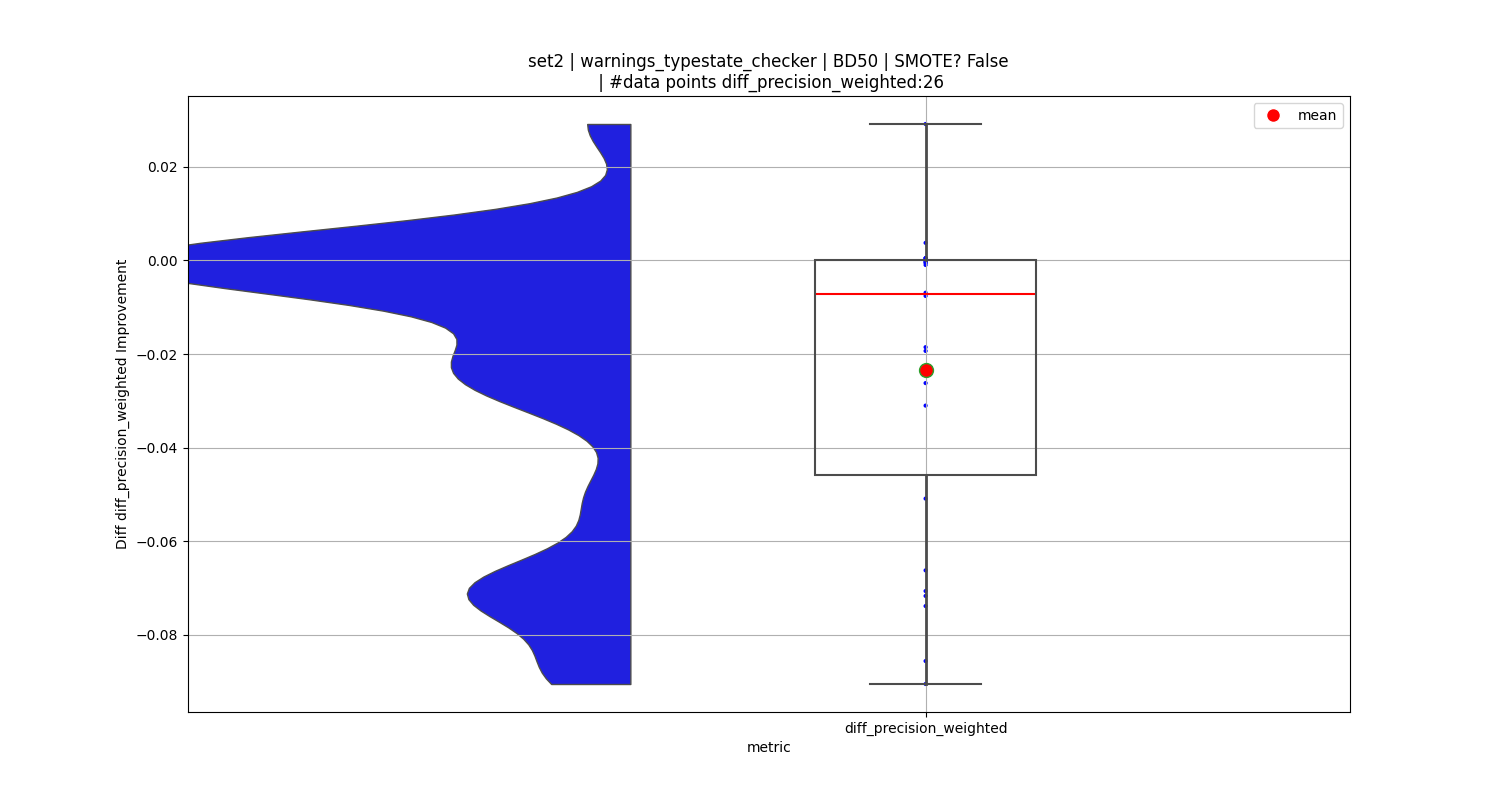 set2 | warnings_typestate_checker | BD50 | SMOTE? False
| #data points diff_precision_weighted:26
mean
0.02
0.00
−0.02
−0.04
−0.06
−0.08
Diff diff_precision_weighted Improvement
diff_precision_weighted
metric